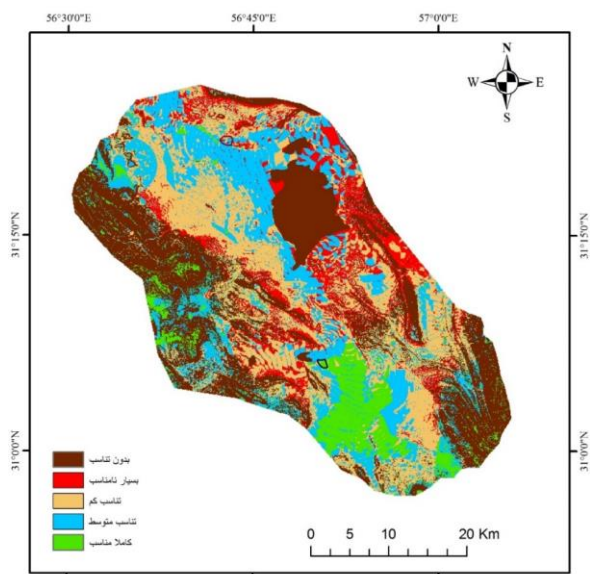 56°30'0"E 56°45'0"E 57°0'0"E
N
W E
S
31°15'0"N 31°15'0"N
31°0'0"N 31°0'0"N
بدون تناسب
بسیار نامناسب
تناسب کم
تناسب متوسط
کاملا مناسب
0 5 10 20 Km